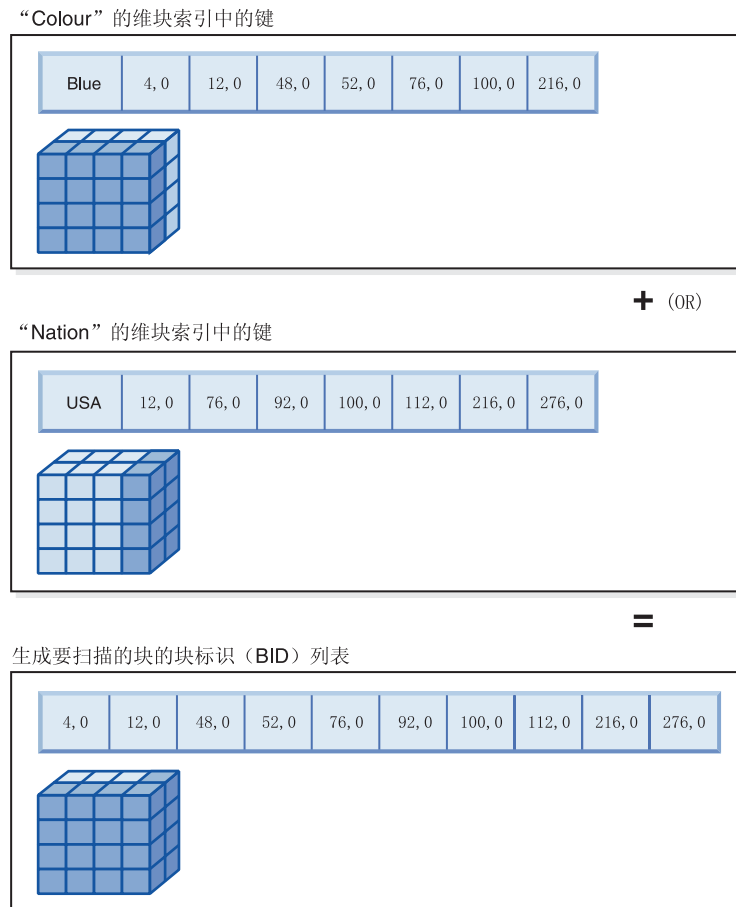 “Colour”的维块索引中的键
Blue 4,0 12,0 48,0 52,0 76,0 100,0 216,0
+ (OR)
“Nation”的维块索引中的键
USA 12,0 76,0 92,0 100,0 112,0 216,0 276,0
=
生成要扫描的块的块标识（BID）列表
4,0 12,0 48,0 52,0 76,0 92,0 100,0 112,0 216,0 276,0